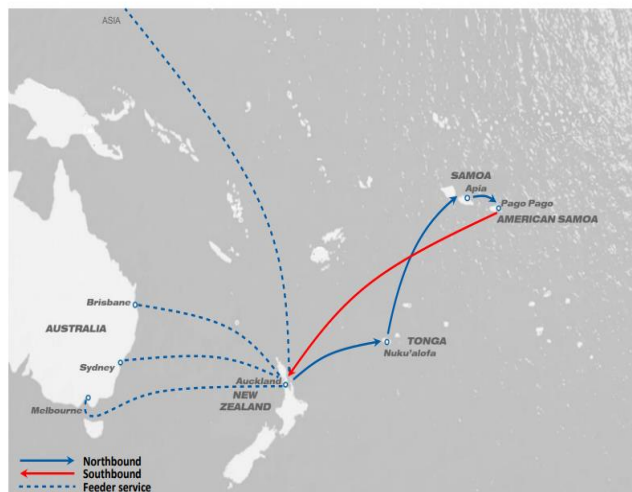 ASIA
SAMOA
Apia
Pago Pago
AMERICAN SAMOA
Brisbane
AUSTRALIA
Sydney
TONGA
Nuku'alofa
Auckland
NEW
ZEALAND
Melbourne
Northbound
Southbound
Feeder service